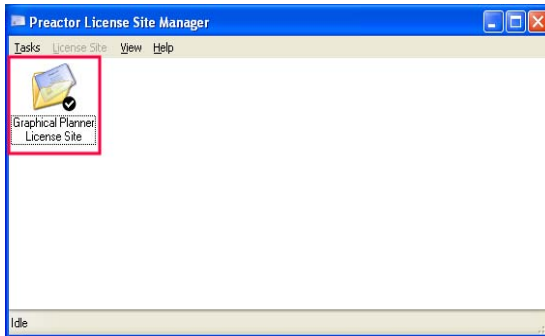 Preactor License Site Manager
Tasks License Site View Help
Graphical Planner
License Site
Idle